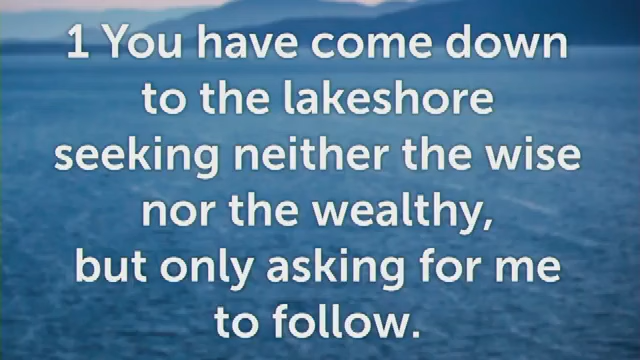 1 You have come down
to the lakeshore
seeking neither the wise
nor the wealthy,
but only asking for me
to follow.